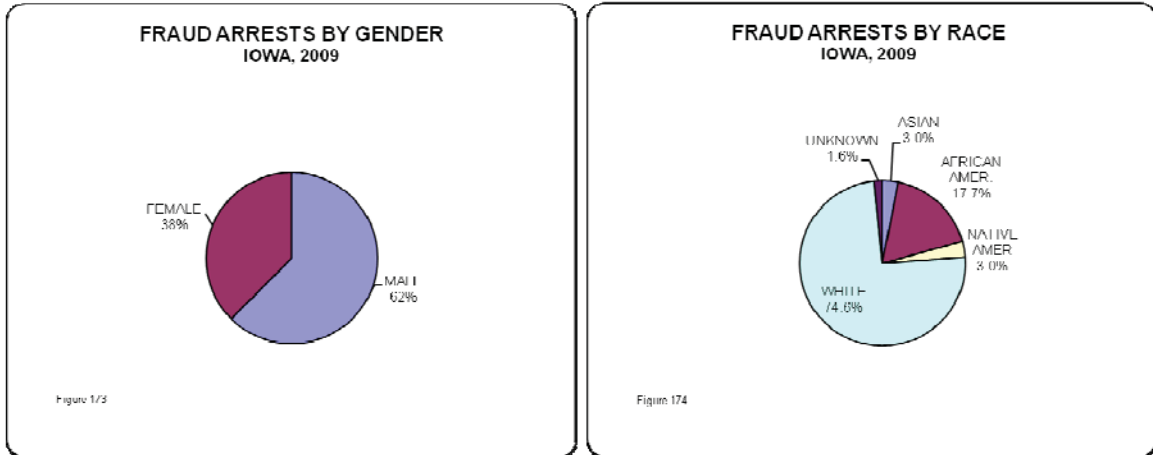 FRAUD ARRESTS BY GENDER
IOWA, 2009
FEMALE
38%
MALE
62%
Figure 173
FRAUD ARRESTS BY RACE
IOWA, 2009
UNKNOWN
1.6%
ASIAN
3.0%
AFRICAN
AMER.
17.7%
NATIVE
AMER
3.0%
WHITE
74.6%
Figure 174